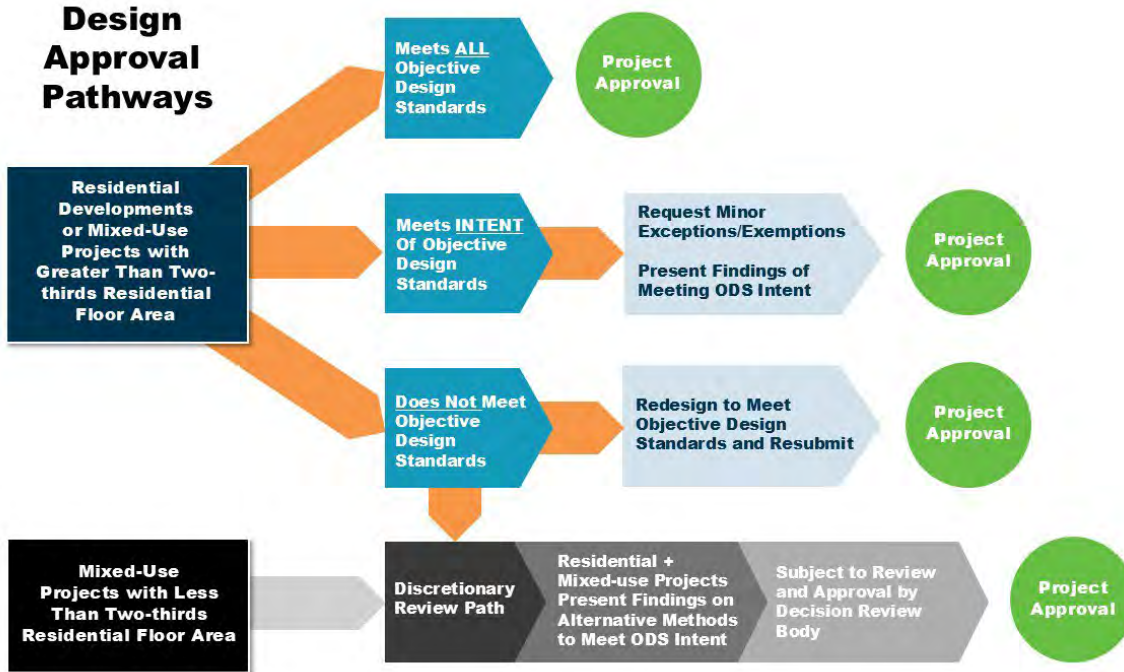 Design
Approval
Pathways
Meets ALL
Objective
Design
Standards
Project
Approval
Residential
Developments
or Mixed-Use
Projects with
Greater Than Two-
thirds Residential
Floor Area
Meets INTENT
Of Objective
Design
Standards
Request Minor
Exceptions/Exemptions
Present Findings of
Meeting ODS Intent
Project
Approval
Does Not Meet
Objective
Design
Standards
Redesign to Meet
Objective Design
Standards and Resubmit
Project
Approval
Mixed-Use
Projects with Less
Than Two-thirds
Residential Floor Area
Discretionary
Review Path
Residential +
Mixed-use Projects
Present Findings on
Alternative Methods
to Meet ODS Intent
Subject to Review
and Approval by
Decision Review
Body
Project
Approval